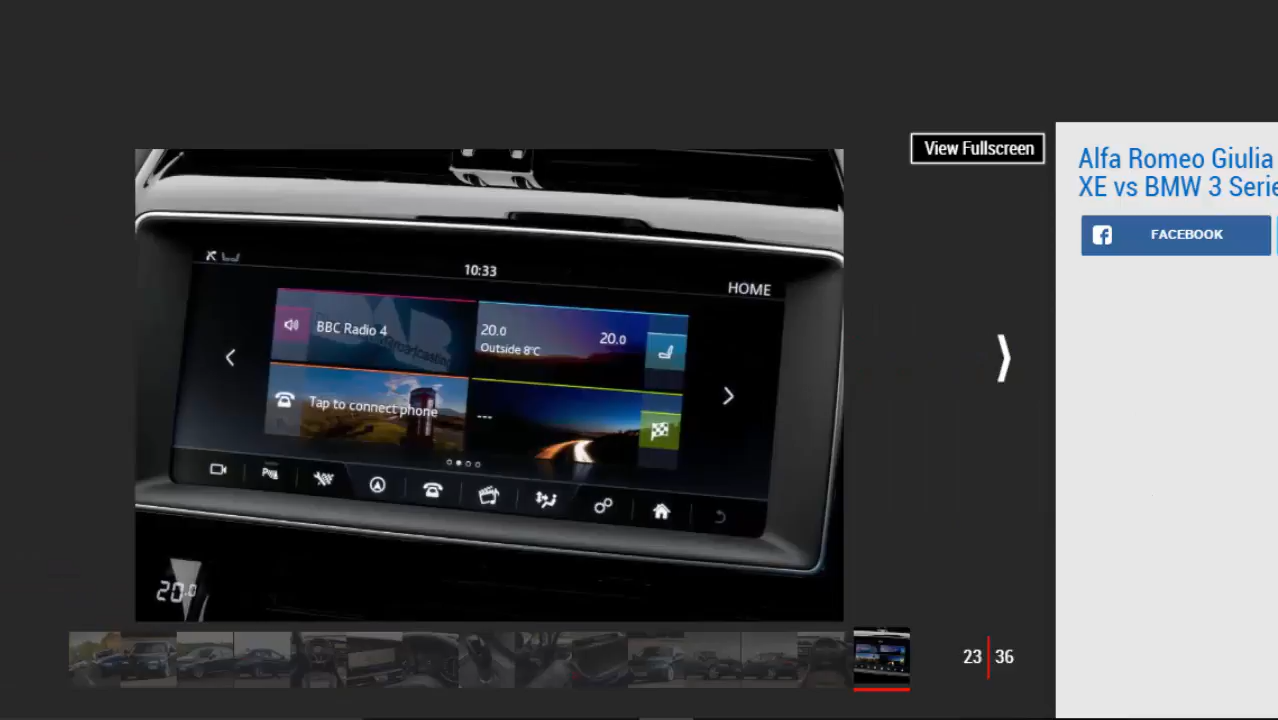 View Fullscreen
Alfa Romeo Giulia
XE vs BMW 3 Serie
FACEBOOK
10:33
HOME
BBC Radio 4
20.0
20.0
Outside 8°C
Tap to connect phone
---
20.0
23
36